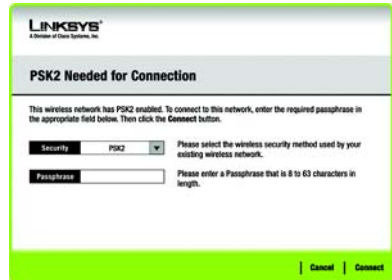 LINKSYS®
A Division of Cisco Systems, Inc.
PSK2 Needed for Connection
This wireless network has PSK2 enabled. To connect to this network, enter the required passphrase in
the appropriate field below. Then click the Connect button.
Security PSK2 Please select the wireless security method used by your
existing wireless network.
Passphrase Please enter a Passphrase that is 8 to 63 characters in
length.
Cancel Connect